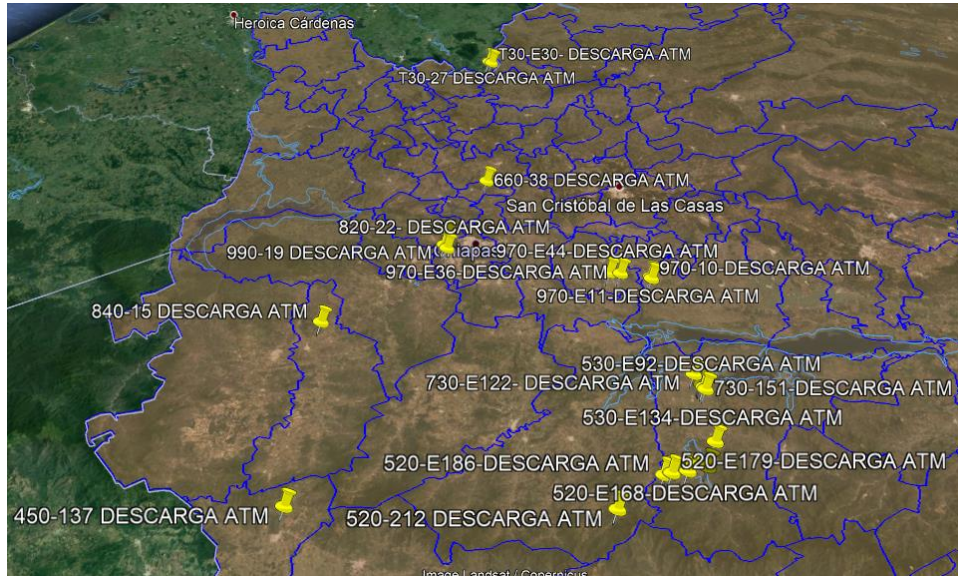 Heroica Cárdenas
T30-E30- DESCARGA ATM
T30-27 DESCARGA ATM
660-38 DESCARGA ATM
San Cristóbal de Las Casas
820-22- DESCARGA ATM
990-19 DESCARGA ATM
Chiapas
970-E44-DESCARGA ATM
970-E36-DESCARGA ATM
970-10-DESCARGA ATM
970-E11-DESCARGA ATM
840-15 DESCARGA ATM
530-E92-DESCARGA ATM
730-E122- DESCARGA ATM
730-151-DESCARGA ATM
530-E134-DESCARGA ATM
520-E186-DESCARGA ATM
520-E179-DESCARGA ATM
520-E168-DESCARGA ATM
450-137 DESCARGA ATM
520-212 DESCARGA ATM
Image Landsat / Copernicus